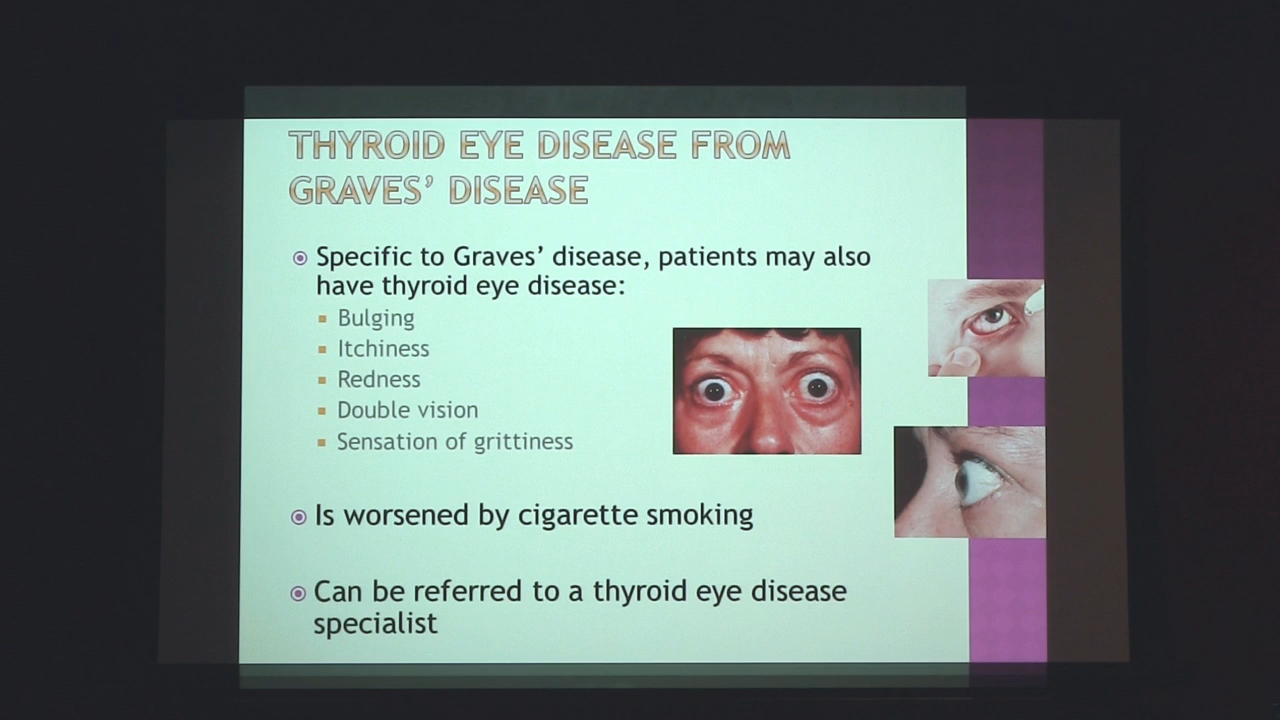 THYROID EYE DISEASE FROM
GRAVES’ DISEASE
Specific to Graves’ disease, patients may also
have thyroid eye disease:
Bulging
Itchiness
Redness
Double vision
Sensation of grittiness
Is worsened by cigarette smoking
Can be referred to a thyroid eye disease
specialist